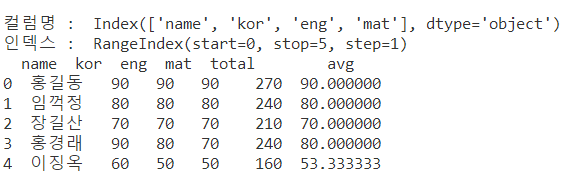 컬럼명 :  Index(['name', 'kor', 'eng', 'mat'], dtype='object')
인덱스 :  RangeIndex(start=0, stop=5, step=1)
name  kor  eng  mat  total  avg
0  홍길동  90  90  90  270  90.000000
1  임꺽정  80  80  80  240  80.000000
2  장길산  70  70  70  210  70.000000
3  홍경래  90  80  70  240  80.000000
4  이징옥  60  50  50  160  53.333333